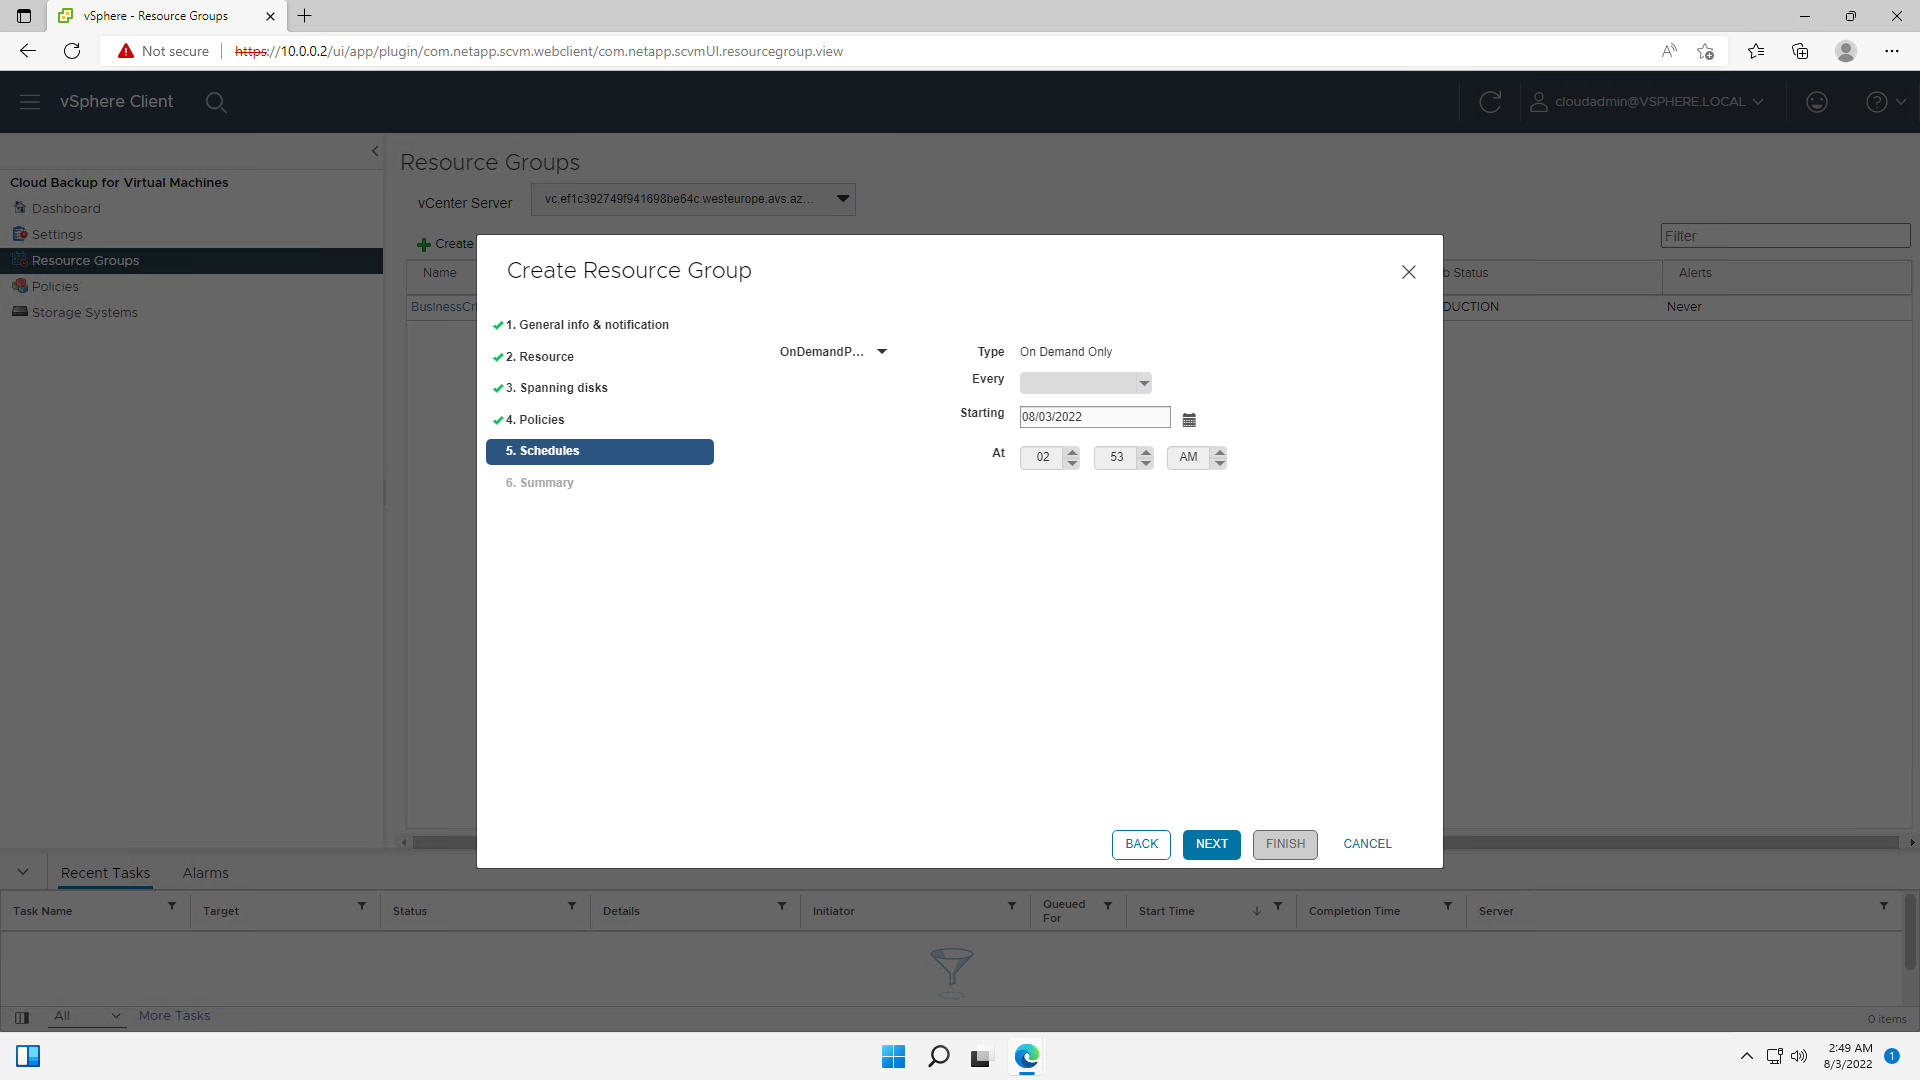 vSphere - Resource Groups
Not secure
https://10.0.0.2/ui/app/plugin/com.netapp.scvm.webclient/com.netapp.scvmUI.resourcegroup.view
vSphere Client
cloudadmin@VSPHERE.LOCAL
Cloud Backup for Virtual Machines
Dashboard
Settings
Resource Groups
Policies
Storage Systems
Resource Groups
vCenter Server
vc.ef1c392749f941698be64c.westeurope.avs.az...
Create
Filter
Name
b Status
Alerts
BusinessCri
DUCTION
Never
Create Resource Group
1. General info & notification
2. Resource
3. Spanning disks
4. Policies
5. Schedules
6. Summary
OnDemandP...
Type
On Demand Only
Every
Starting
08/03/2022
At
02
53
AM
BACK
NEXT
FINISH
CANCEL
Recent Tasks
Alarms
Task Name
Target
Status
Details
Initiator
Queued For
Start Time
Completion Time
Server
All
More Tasks
0 items
2:49 AM
8/3/2022
1